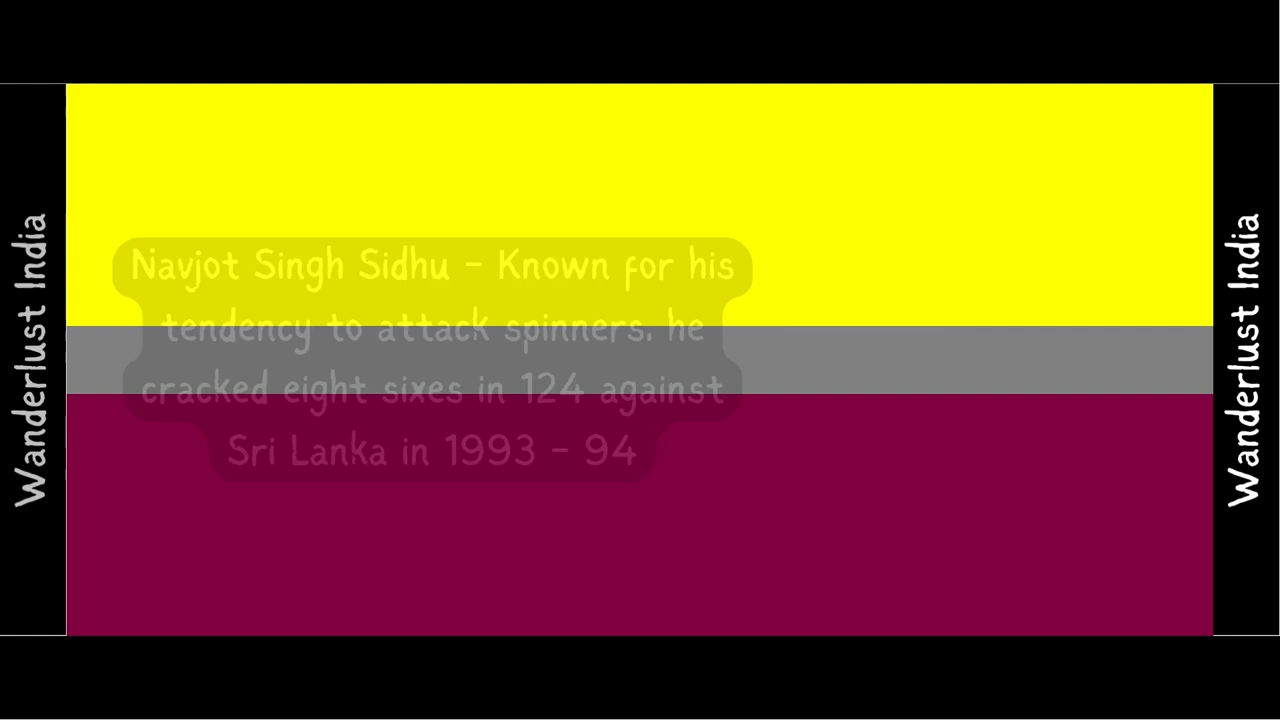 Wanderlust India
Navjot Singh Sidhu - Known for his
tendency to attack spinners, he
cracked eight sixes in 124 against
Sri Lanka in 1993 - 94
Wanderlust India